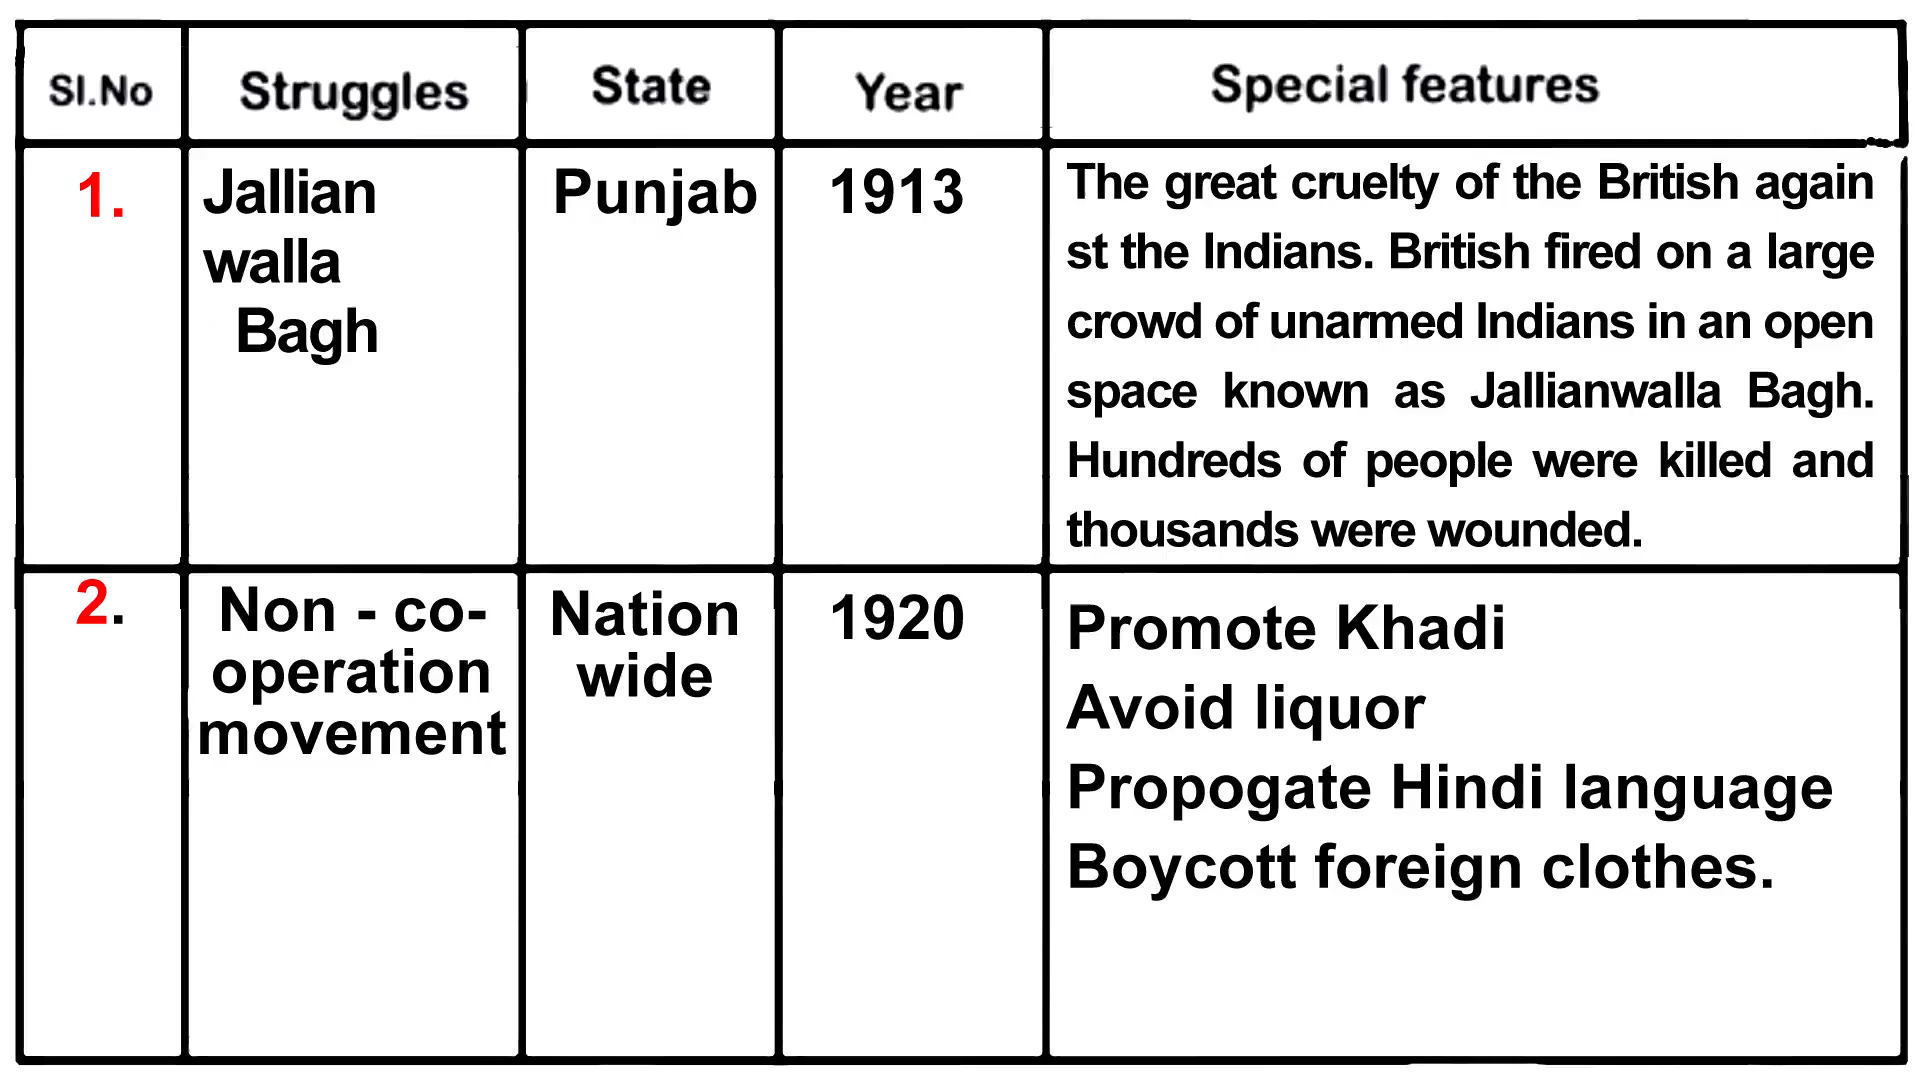 Sl.No Struggles State Year Special features
1. Jallian walla Bagh Punjab 1913
The great cruelty of the British again
st the Indians. British fired on a large
crowd of unarmed Indians in an open
space known as Jallianwalla Bagh.
Hundreds of people were killed and
thousands were wounded.
2. Non - co-
operation
movement
Nation
wide
1920
Promote Khadi
Avoid liquor
Propogate Hindi language
Boycott foreign clothes.